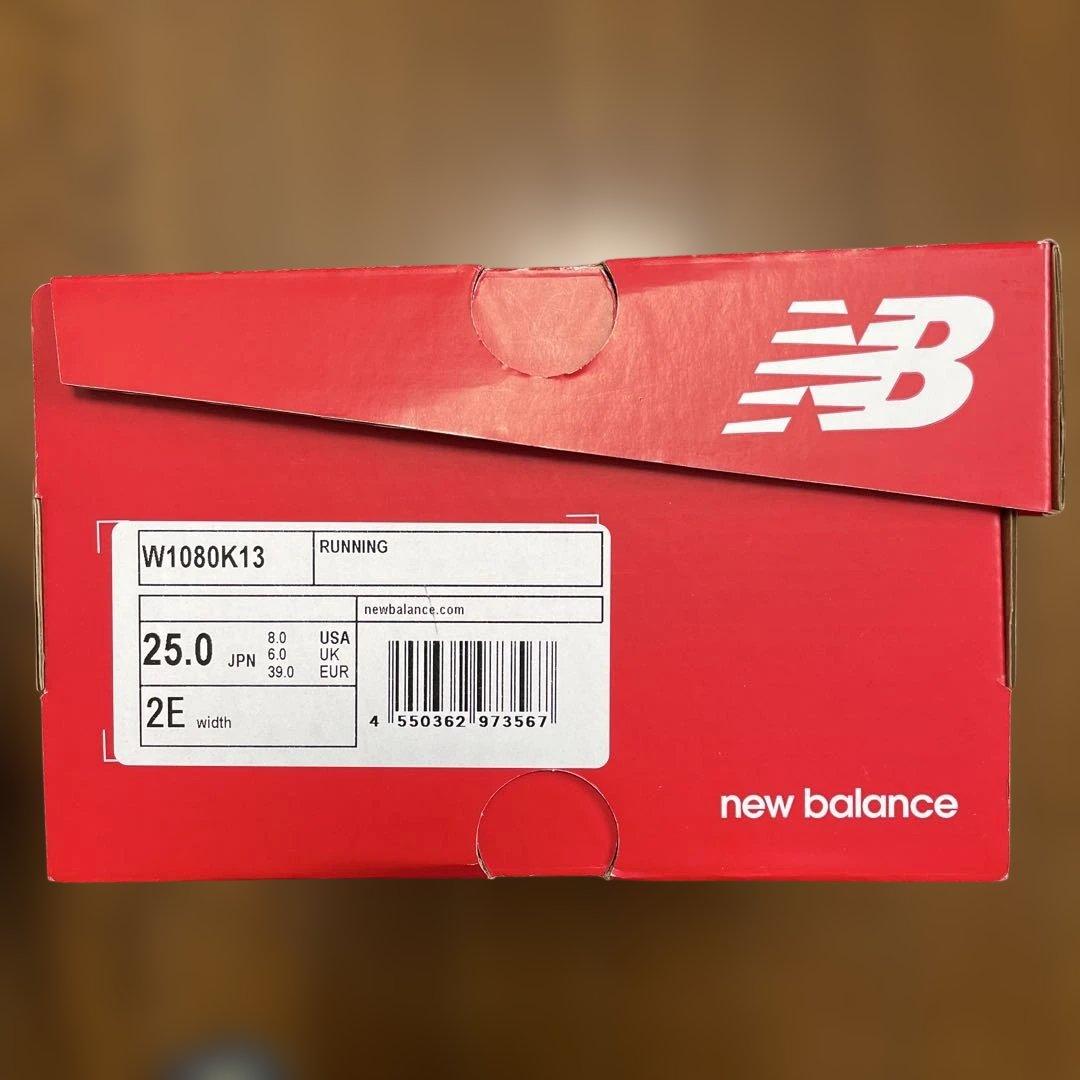 NB
W1080K13
RUNNING
newbalance.com
25.0 JPN
8.0 USA
6.0 UK
39.0 EUR
2E width
4 550362 973567
new balance